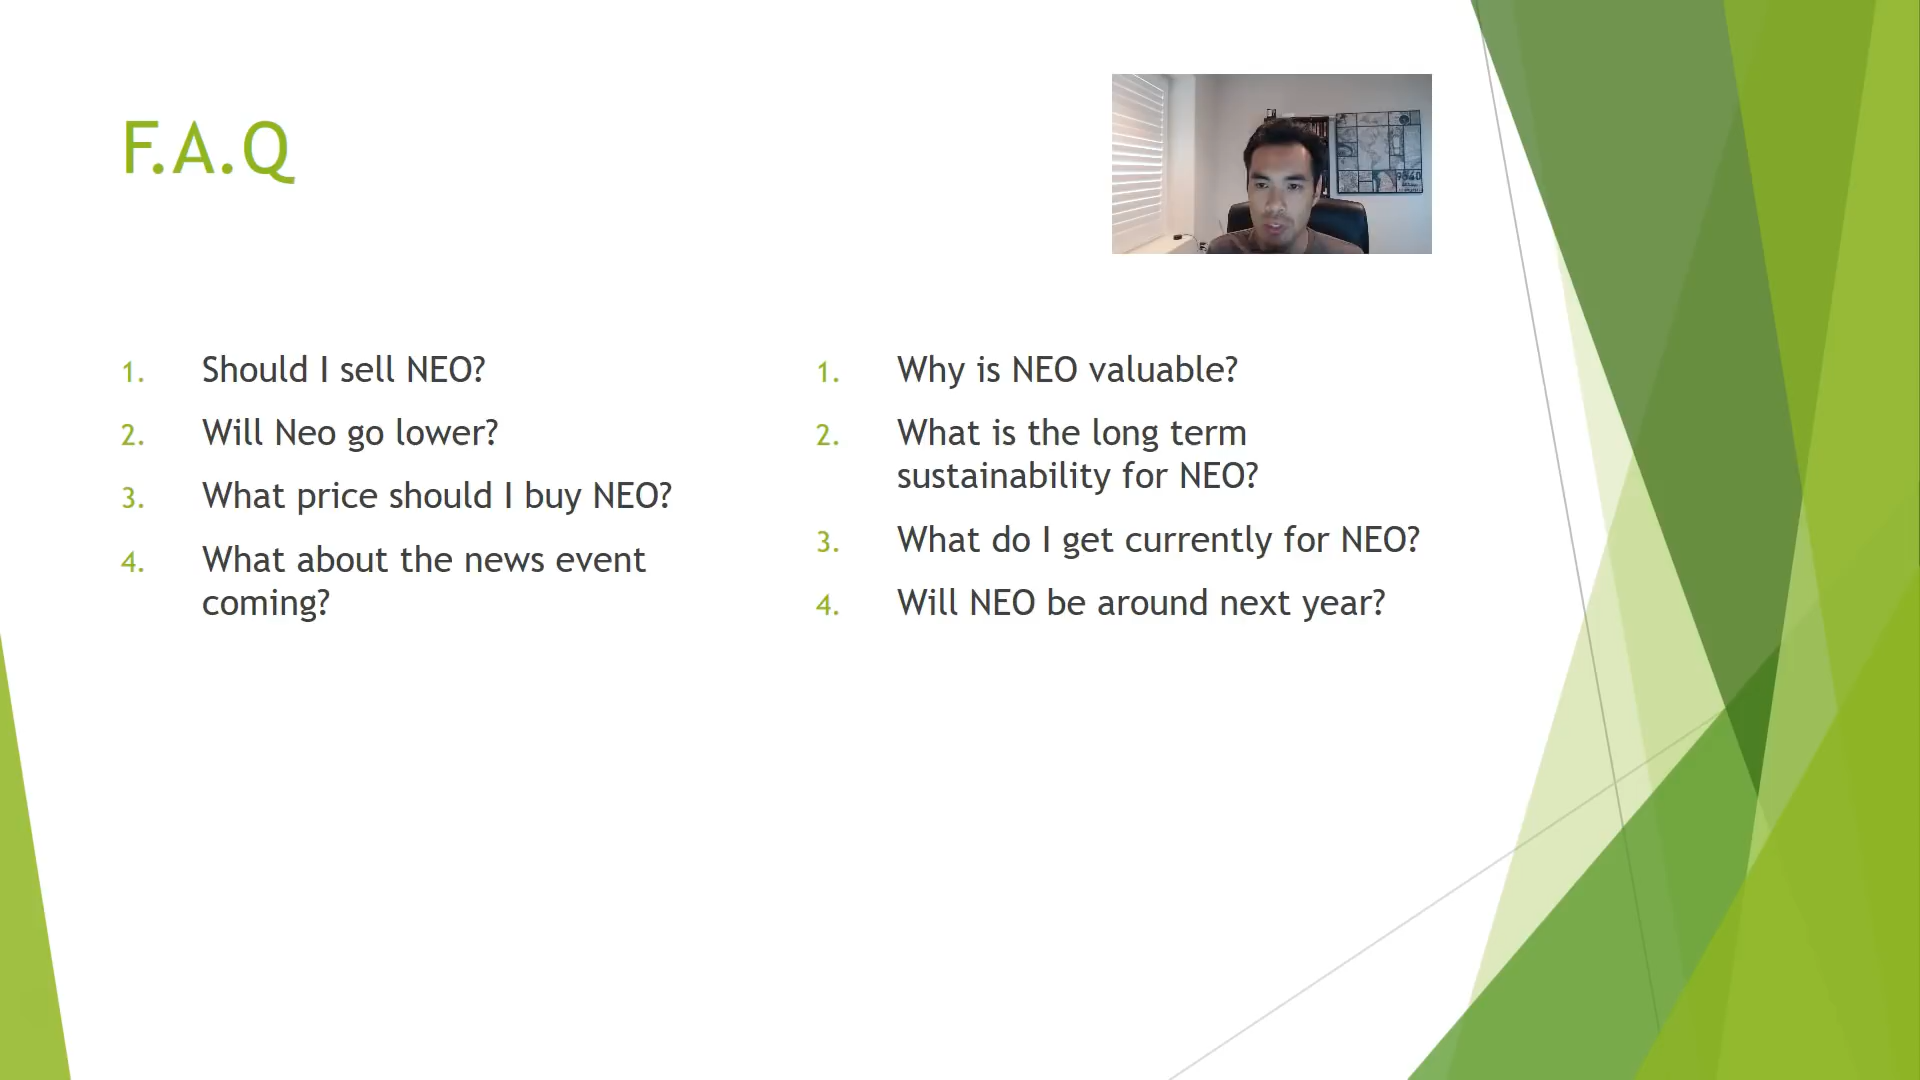 F.A.Q
1. Should I sell NEO?
2. Will Neo go lower?
3. What price should I buy NEO?
4. What about the news event
coming?
1. Why is NEO valuable?
2. What is the long term
sustainability for NEO?
3. What do I get currently for NEO?
4. Will NEO be around next year?